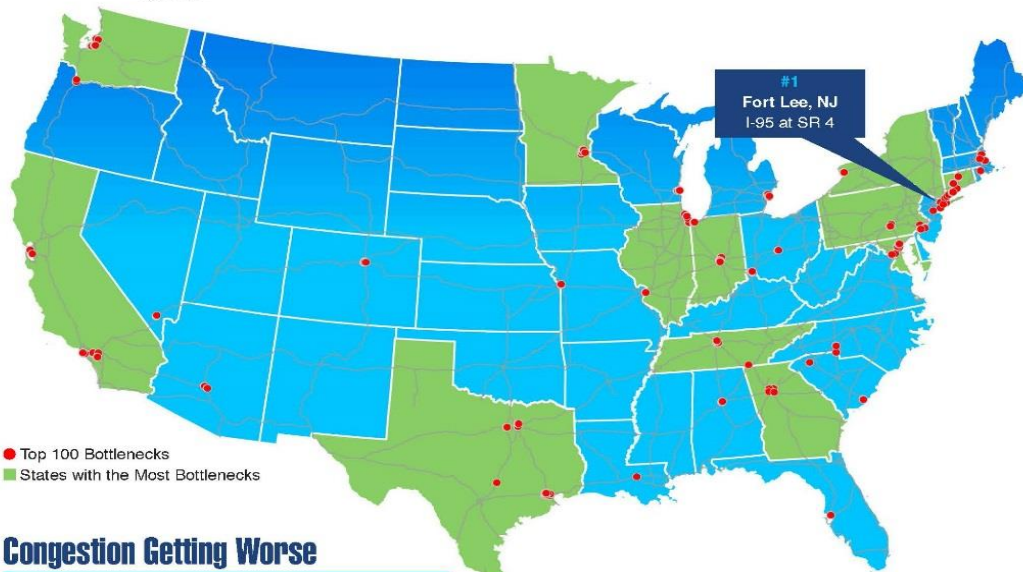 #1
Fort Lee, NJ
I-95 at SR 4
Top 100 Bottlenecks
States with the Most Bottlenecks
Congestion Getting Worse